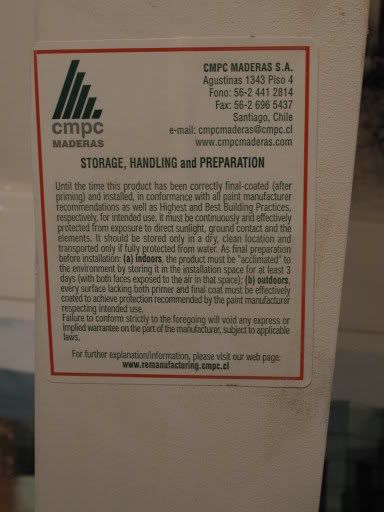 cmpc
MADERAS
CMPC MADERAS S.A.
Agustinas 1343 Piso 4
Fono: 56-2 441 2814
Fax: 56-2 696 5437
Santiago, Chile
e-mail: cmpcmaderas@cmpc.cl
www.cmpcmaderas.com
STORAGE, HANDLING and PREPARATION
Until the time this product has been correctly final-coated (after
priming) and installed, in conformance with all paint manufacturer
recommendations as well as Highest and Best Building Practices,
respectively, for intended use, it must be continuously and effectively
protected from exposure to direct sunlight, ground contact and the
elements. It should be stored only in a dry, clean location and
transported only if fully protected from water. As final preparation
before installation: (a) indoors, the product must be "acclimated" to
the environment by storing it in the installation space for at least 3
days (with both faces exposed to the air in that space); (b) outdoors,
every surface lacking both primer and final coat must be effectively
coated to achieve protection recommended by the paint manufacturer
respecting intended use.
Failure to conform strictly to the foregoing will void any express or
implied warrantie on the part of the manufacturer, subject to applicable
laws.
For further explanation/information, please visit our web page:
www.remanufacturing.cmpc.cl